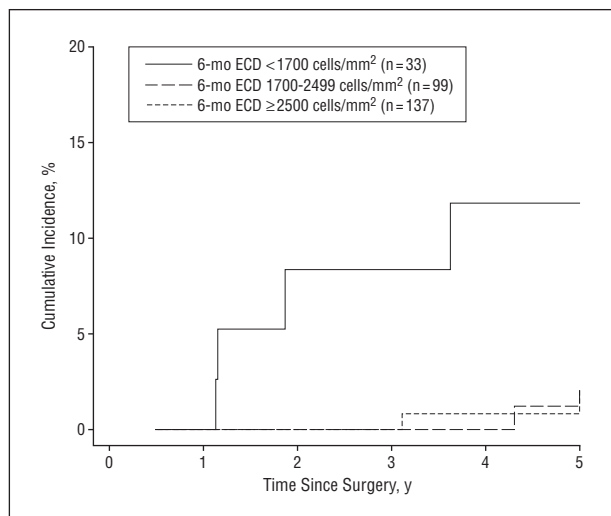 20
15
10
5
0
Cumulative Incidence, %
6-mo ECD <1700 cells/mm² (n=33)
6-mo ECD 1700-2499 cells/mm² (n=99)
6-mo ECD ≥2500 cells/mm² (n=137)
0 1 2 3 4 5
Time Since Surgery, y